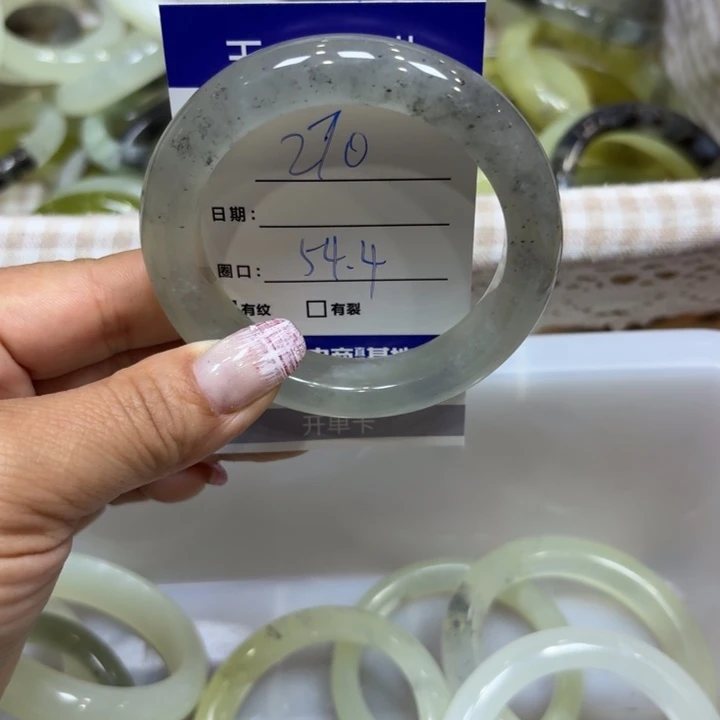 270
日期：
圈口： 54.4
有纹 有裂
开单卡